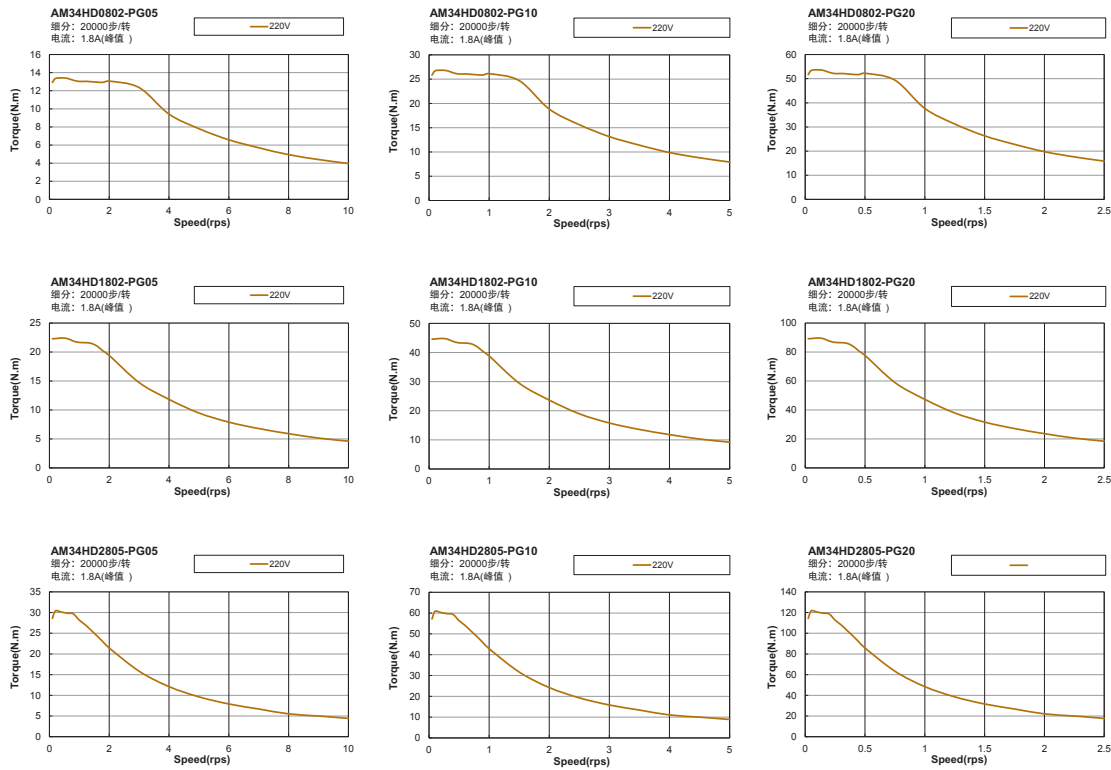 AM34HD0802-PG05
细分：20000步/转
电流：1.8A(峰值 )
220V
Torque(N.m)
16
14
12
10
8
6
4
2
0
0 2 4 6 8 10
Speed(rps)
AM34HD0802-PG10
细分：20000步/转
电流：1.8A(峰值 )
220V
Torque(N.m)
30
25
20
15
10
5
0
0 1 2 3 4 5
Speed(rps)
AM34HD0802-PG20
细分：20000步/转
电流：1.8A(峰值 )
220V
Torque(N.m)
60
50
40
30
20
10
0
0 0.5 1 1.5 2 2.5
Speed(rps)
AM34HD1802-PG05
细分：20000步/转
电流：1.8A(峰值 )
220V
Torque(N.m)
25
20
15
10
5
0
0 2 4 6 8 10
Speed(rps)
AM34HD1802-PG10
细分：20000步/转
电流：1.8A(峰值 )
220V
Torque(N.m)
50
40
30
20
10
0
0 1 2 3 4 5
Speed(rps)
AM34HD1802-PG20
细分：20000步/转
电流：1.8A(峰值 )
220V
Torque(N.m)
100
80
60
40
20
0
0 0.5 1 1.5 2 2.5
Speed(rps)
AM34HD2805-PG05
细分：20000步/转
电流：1.8A(峰值 )
220V
Torque(N.m)
35
30
25
20
15
10
5
0
0 2 4 6 8 10
Speed(rps)
AM34HD2805-PG10
细分：20000步/转
电流：1.8A(峰值 )
220V
Torque(N.m)
70
60
50
40
30
20
10
0
0 1 2 3 4 5
Speed(rps)
AM34HD2805-PG20
细分：20000步/转
电流：1.8A(峰值 )
Torque(N.m)
140
120
100
80
60
40
20
0
0 0.5 1 1.5 2 2.5
Speed(rps)